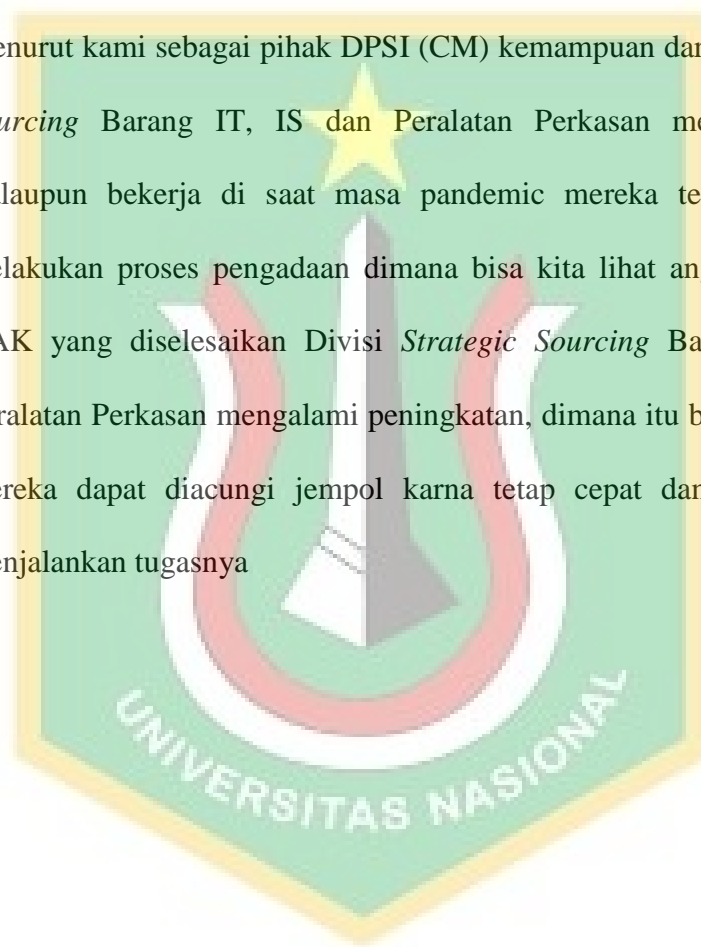 enurut kami sebagai pihak DPSI (CM) kemampuan dar
urcing Barang IT, IS dan Peralatan Perkasan me
alaupun bekerja di saat masa pandemic mereka te
elakukan proses pengadaan dimana bisa kita lihat an
AK yang diselesaikan Divisi Strategic Sourcing Ba
ralatan Perkasan mengalami peningkatan, dimana itu b
ereka dapat diacungi jempol karna tetap cepat dan
enjalankan tugasnya
UNIVERSITAS NASIONAL